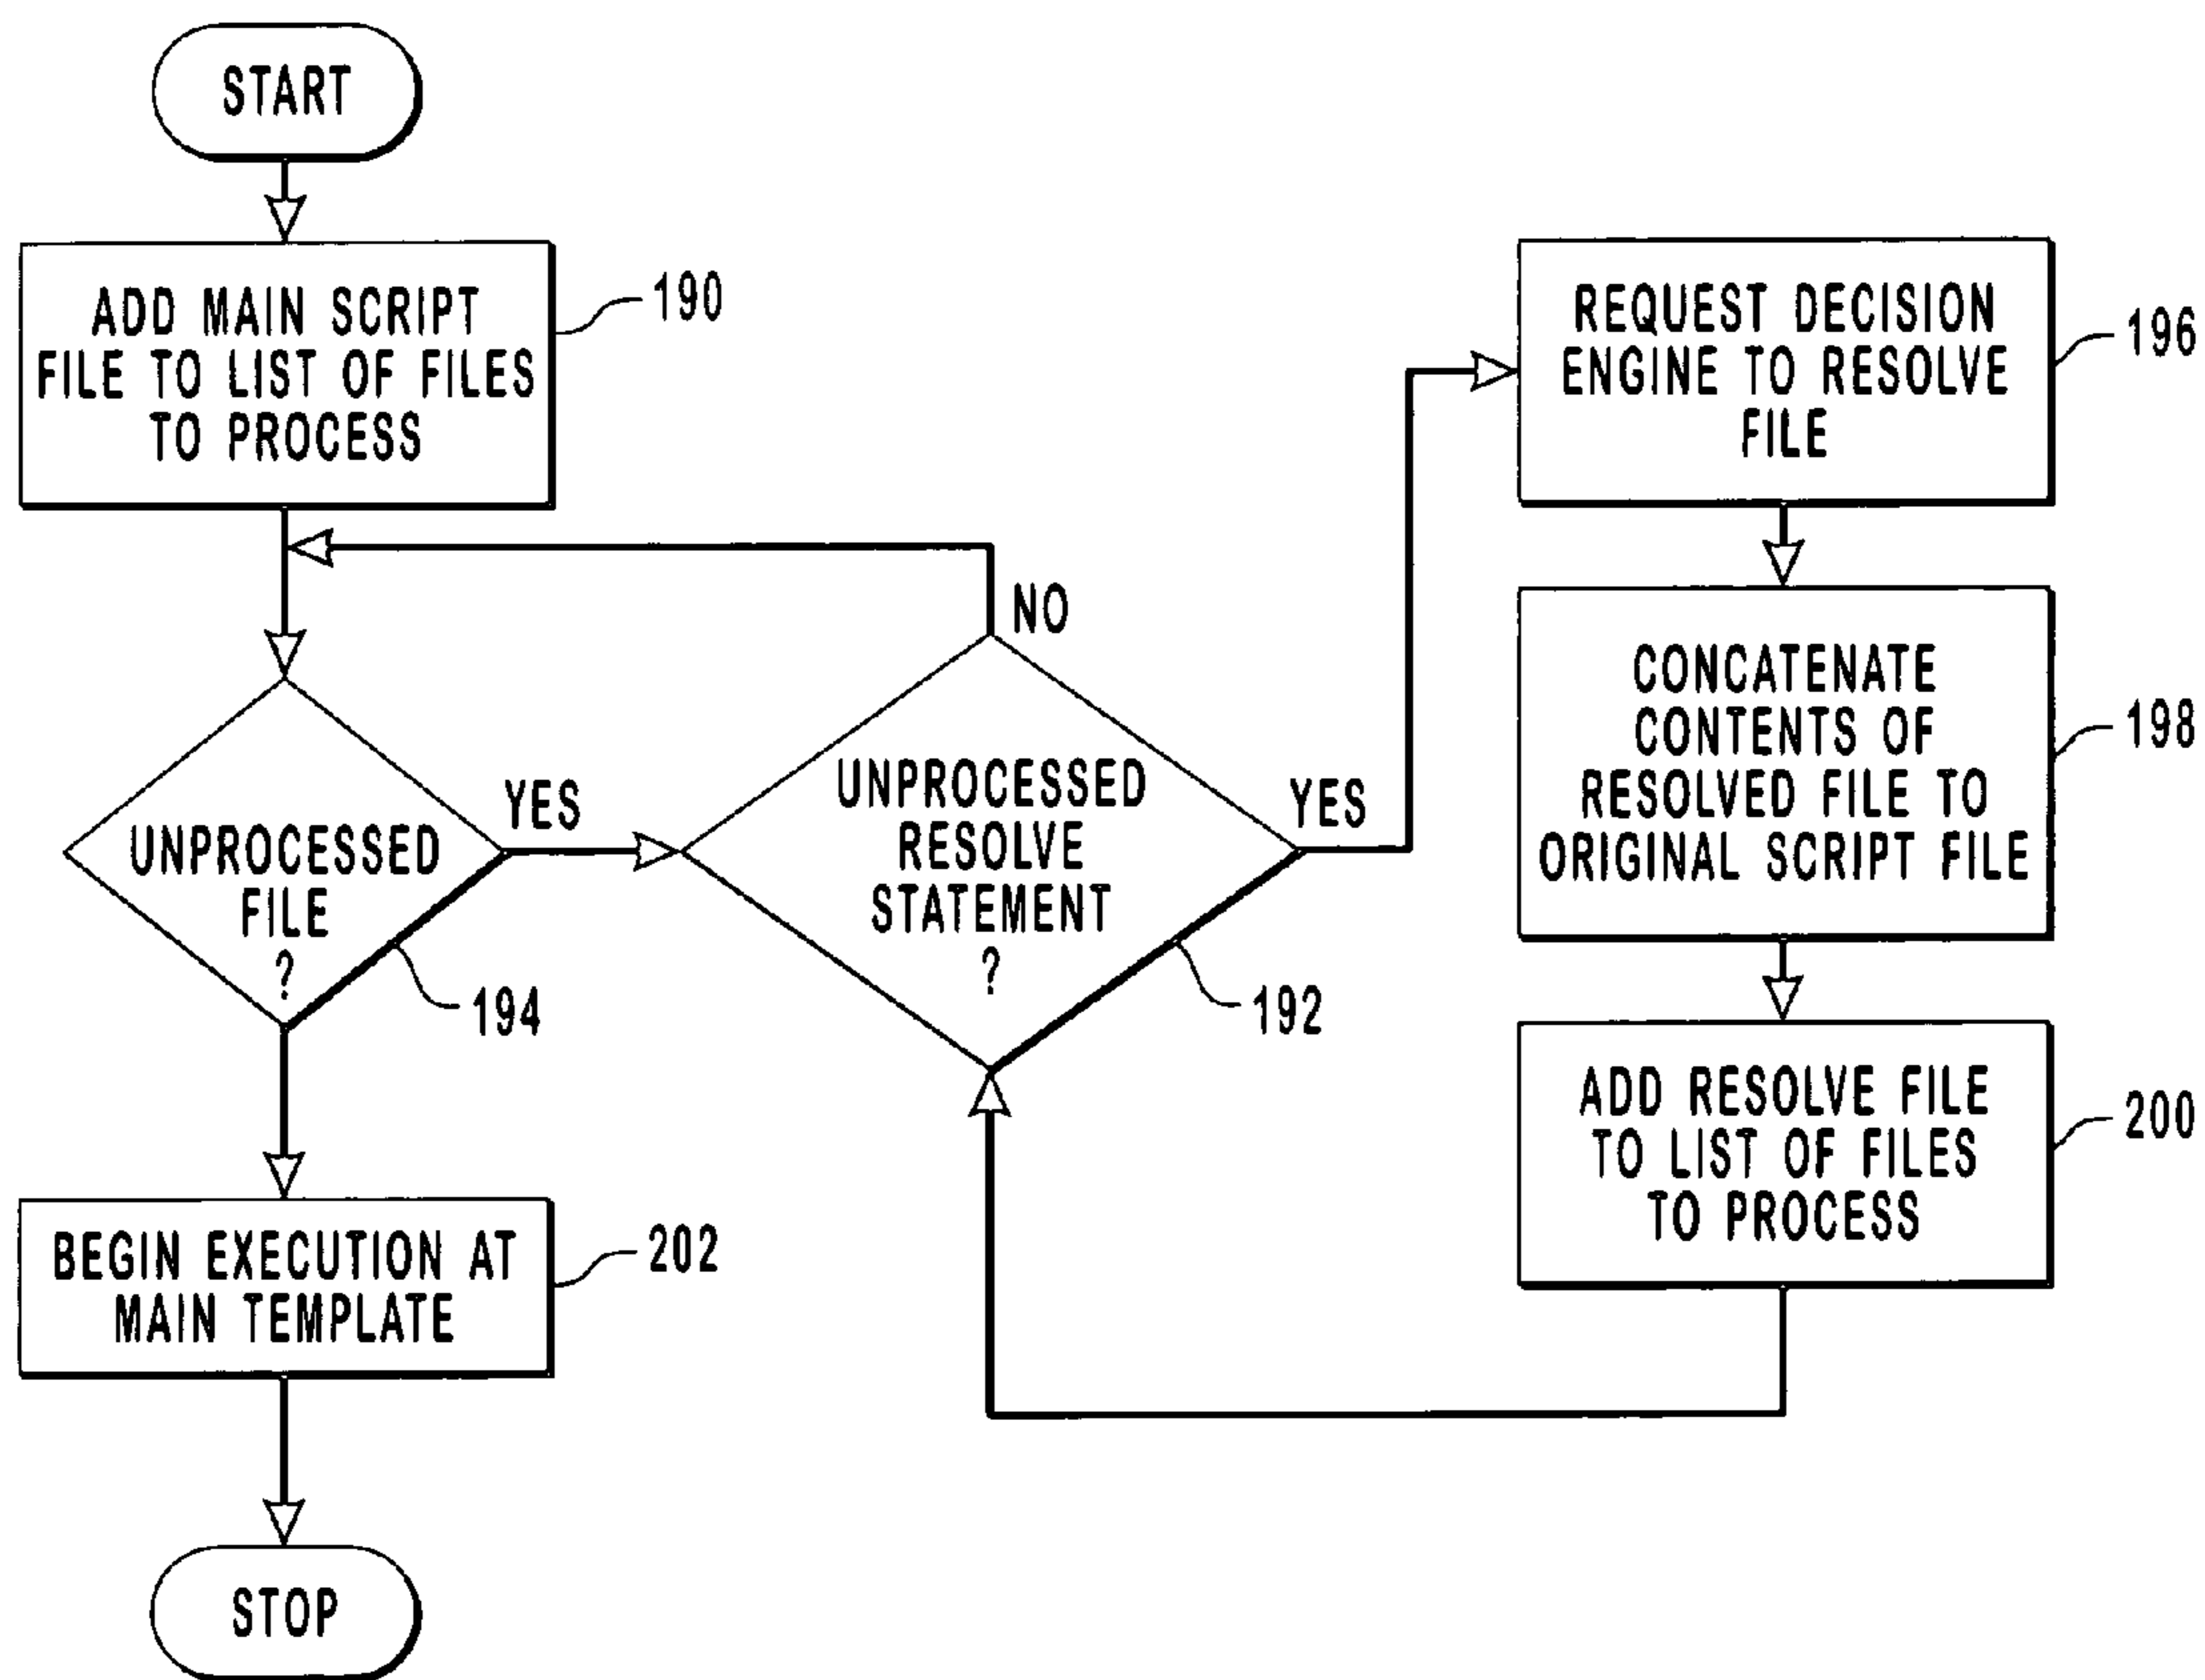 START
ADD MAIN SCRIPT
FILE TO LIST OF FILES
TO PROCESS
190
UNPROCESSED
FILE
?
194
YES
UNPROCESSED
RESOLVE
STATEMENT
?
192
NO
YES
REQUEST DECISION
ENGINE TO RESOLVE
FILE
196
CONCATENATE
CONTENTS OF
RESOLVED FILE TO
ORIGINAL SCRIPT FILE
198
ADD RESOLVE FILE
TO LIST OF FILES
TO PROCESS
200
BEGIN EXECUTION AT
MAIN TEMPLATE
202
STOP